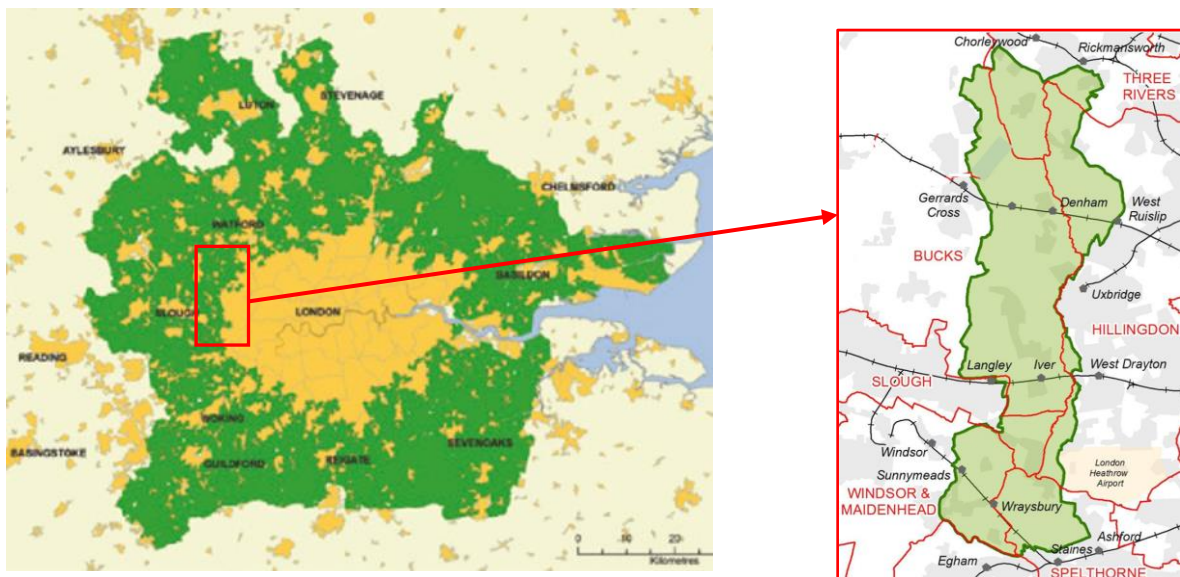 STEVENAGE
LUTON
AYLESBURY
CHELMSFORD
WATFORD
BASILDON
SLOUGH
LONDON
READING
WOKING
SEVENOAKS
BASINGSTOKE
GUILDFORD
REIGATE
0
10
20
Kilometres
Chorleywood
Rickmansworth
THREE
RIVERS
Gerrards
Cross
Denham
West
Ruislip
BUCKS
Uxbridge
HILLINGDON
Langley
Iver
West Drayton
SLOUGH
Windsor
Sunnymeads
London
Heathrow
Airport
WINDSOR &
MAIDENHEAD
Wraysbury
Ashford
Staines
Egham
SPELTHORNE